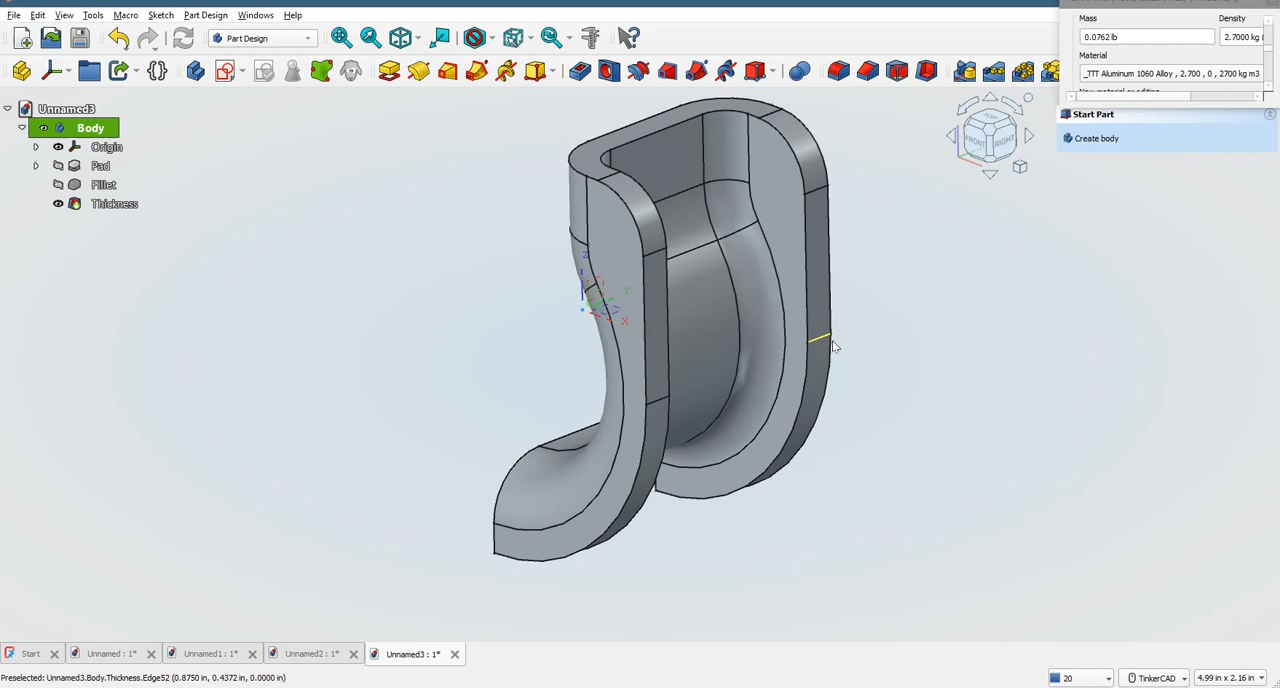 File Edit View Tools Macro Sketch Part Design Windows Help
Part Design
Mass Density
0.0762 lb 2.7000 kg
Material
_TTT Aluminum 1060 Alloy , 2.700 , 0 , 2700 kg m3
Start Part
Create body
Unnamed3
Body
Origin
Pad
Fillet
Thickness
FRONT RIGHT
Z
Y
X
Start Unnamed : 1* Unnamed1 : 1* Unnamed2 : 1* Unnamed3 : 1*
Preselected: Unnamed3.Body.Thickness.Edge52 (0.8750 in, 0.4372 in, 0.0000 in) 20 TinkerCAD 4.99 in x 2.16 in